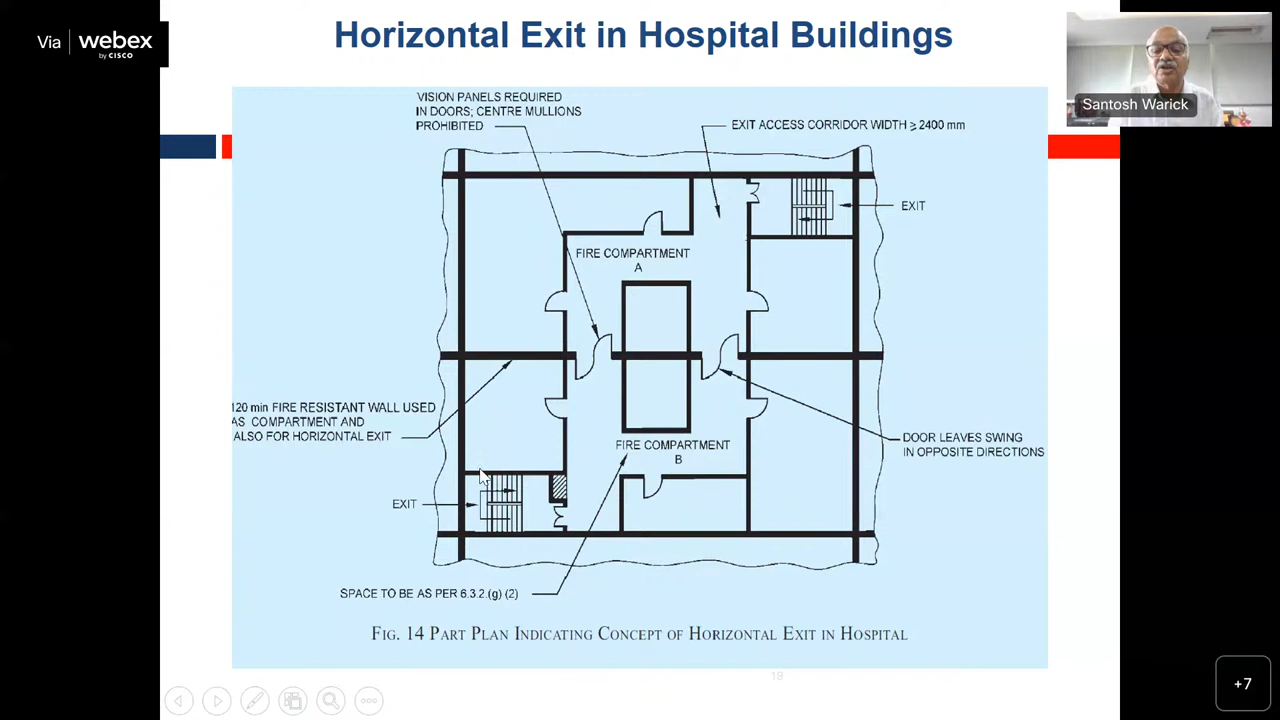 Via webex
by CISCO
Horizontal Exit in Hospital Buildings
Santosh Warick
VISION PANELS REQUIRED
IN DOORS; CENTRE MULLIONS
PROHIBITED
EXIT ACCESS CORRIDOR WIDTH ≥ 2400 mm
EXIT
FIRE COMPARTMENT
A
120 min FIRE RESISTANT WALL USED
AS COMPARTMENT AND
ALSO FOR HORIZONTAL EXIT
FIRE COMPARTMENT
B
DOOR LEAVES SWING
IN OPPOSITE DIRECTIONS
EXIT
SPACE TO BE AS PER 6.3.2.(g) (2)
FIG. 14 PART PLAN INDICATING CONCEPT OF HORIZONTAL EXIT IN HOSPITAL
19
+7